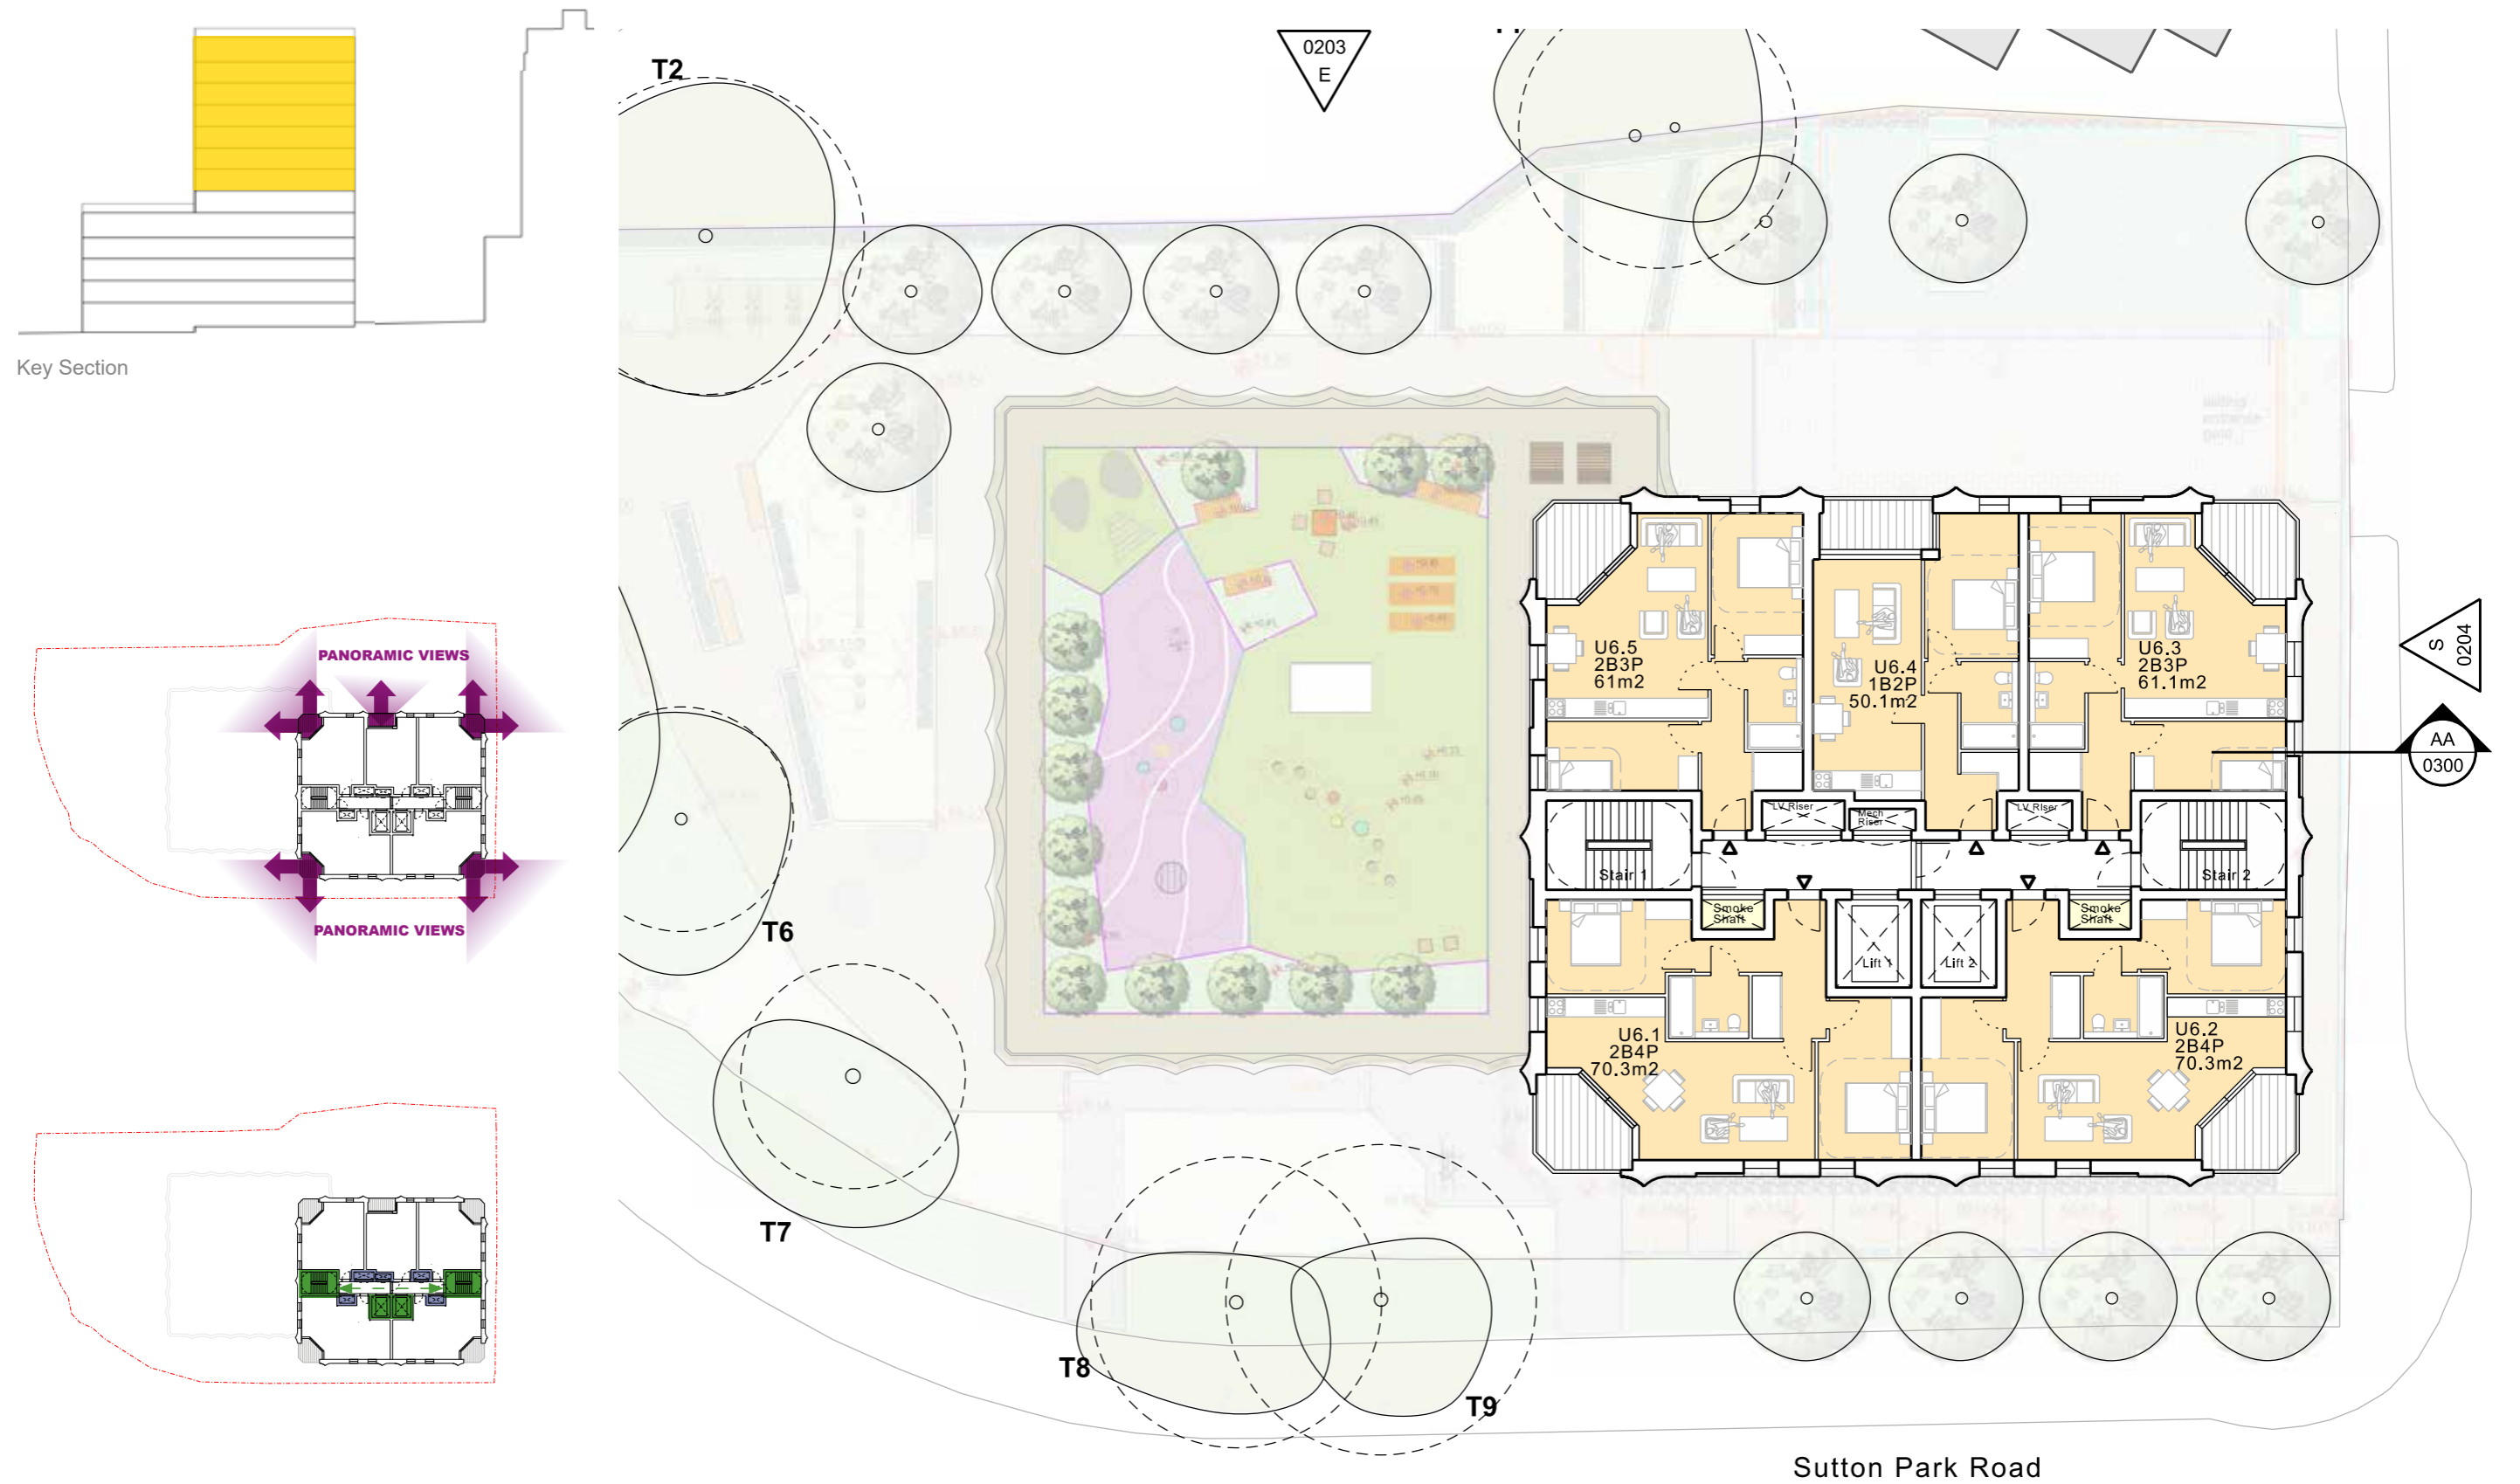 Key Section
PANORAMIC VIEWS
PANORAMIC VIEWS
T2
0203
E
T6
T7
T8
T9
U6.5
2B3P
61m2
U6.4
1B2P
50.1m2
U6.3
2B3P
61.1m2
S
0204
AA
0300
LV Riser
Mech
Riser
LV Riser
Stair 1
Stair 2
Smoke
Shaft
Smoke
Shaft
Lift 1
Lift 2
U6.1
2B4P
70.3m2
U6.2
2B4P
70.3m2
Sutton Park Road